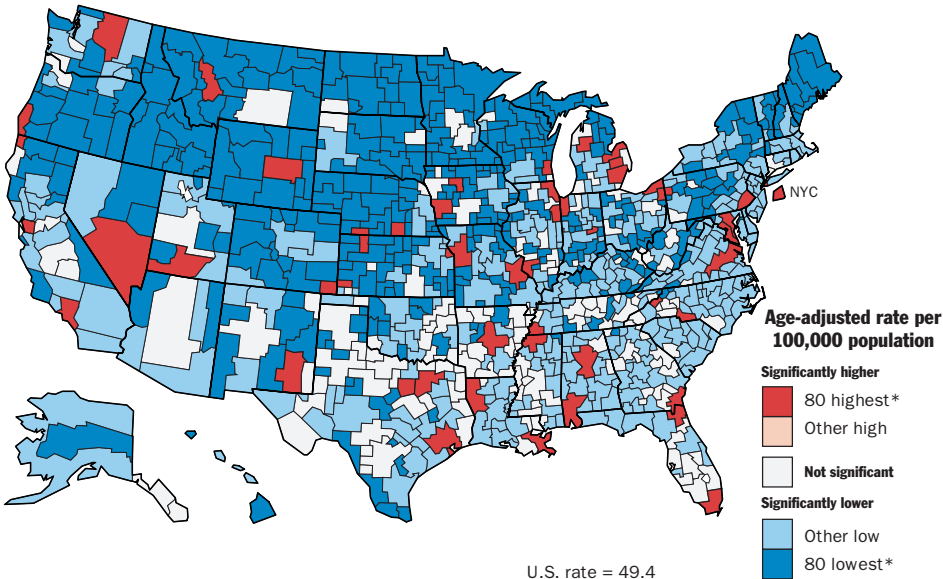 NYC
Age-adjusted rate per
100,000 population
Significantly higher
80 highest*
Other high
Not significant
Significantly lower
Other low
80 lowest*
U.S. rate = 49.4